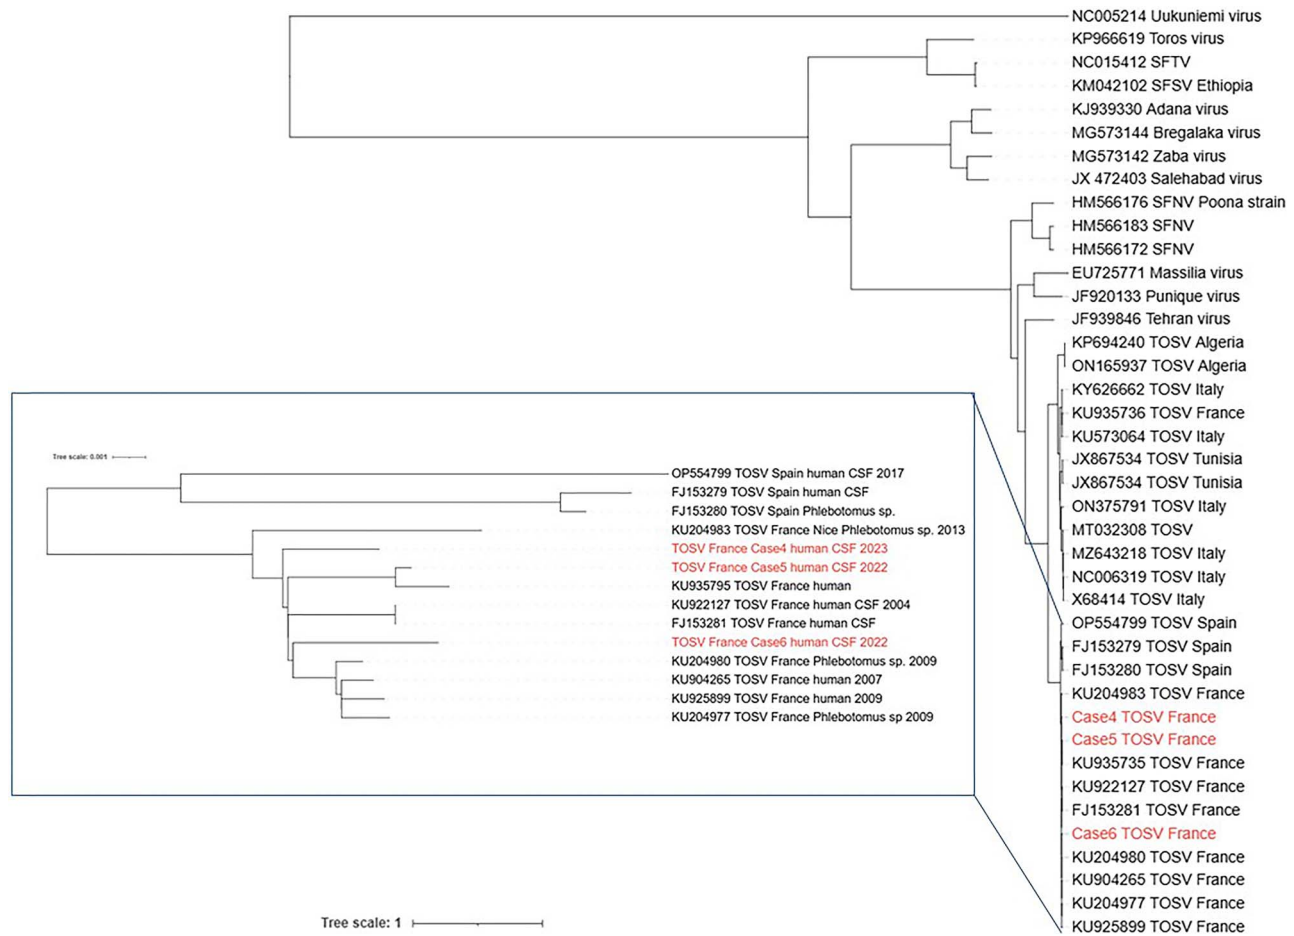 NC005214 Uukuniemi virus
KP966619 Toros virus
NC015412 SFTV
KM042102 SFSV Ethiopia
KJ939330 Adana virus
MG573144 Bregalaka virus
MG573142 Zaba virus
JX 472403 Salehabad virus
HM566176 SFNV Poona strain
HM566183 SFNV
HM566172 SFNV
EU725771 Massilia virus
JF920133 Punique virus
JF939846 Tehran virus
KP694240 TOSV Algeria
ON165937 TOSV Algeria
KY626662 TOSV Italy
KU935736 TOSV France
KU573064 TOSV Italy
JX867534 TOSV Tunisia
JX867534 TOSV Tunisia
ON375791 TOSV Italy
MT032308 TOSV
MZ643218 TOSV Italy
NC006319 TOSV Italy
X68414 TOSV Italy
OP554799 TOSV Spain
FJ153279 TOSV Spain
FJ153280 TOSV Spain
KU204983 TOSV France
Case4 TOSV France
Case5 TOSV France
KU935735 TOSV France
KU922127 TOSV France
FJ153281 TOSV France
Case6 TOSV France
KU204980 TOSV France
KU904265 TOSV France
KU204977 TOSV France
KU925899 TOSV France
Tree scale: 0.001
OP554799 TOSV Spain human CSF 2017
FJ153279 TOSV Spain human CSF
FJ153280 TOSV Spain Phlebotomus sp.
KU204983 TOSV France Nice Phlebotomus sp. 2013
TOSV France Case4 human CSF 2023
TOSV France Case5 human CSF 2022
KU935795 TOSV France human
KU922127 TOSV France human CSF 2004
FJ153281 TOSV France human CSF
TOSV France Case6 human CSF 2022
KU204980 TOSV France Phlebotomus sp. 2009
KU904265 TOSV France human 2007
KU925899 TOSV France human 2009
KU204977 TOSV France Phlebotomus sp 2009
Tree scale: 1